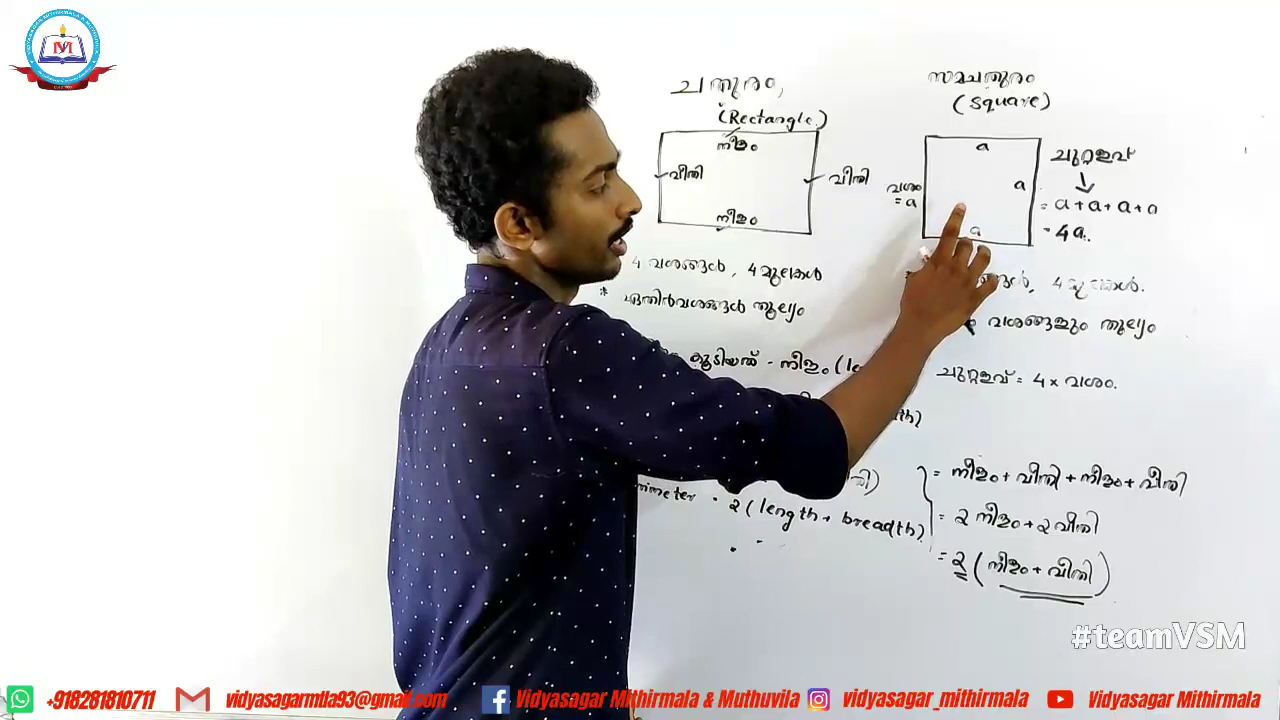 ചതുരം,
(Rectangle)
നീളം
വീതി
വീതി
നീളം
4 വശങ്ങൾ, 4 മൂലകൾ
* എതിർവശങ്ങൾ തുല്യം
കൂടിയത് - നീളം (le
2 (length + breadth)
സമചതുരം
(square)
a
a
വശം
= a
a
ചുറ്റളവ്
= a + a + a + a
= 4a.
4 മൂലകൾ.
വശങ്ങളും തുല്യം
ചുറ്റളവ് = 4 x വശം.
= നീളം + വീതി + നീളം + വീതി
= 2 നീളം + 2 വീതി
= 2 (നീളം + വീതി)
#teamVSM
+918281810711
vidyasagarmtla93@gmail.com
Vidyasagar Mithirmala & Muthuvila
vidyasagar_mithirmala
Vidyasagar Mithirmala